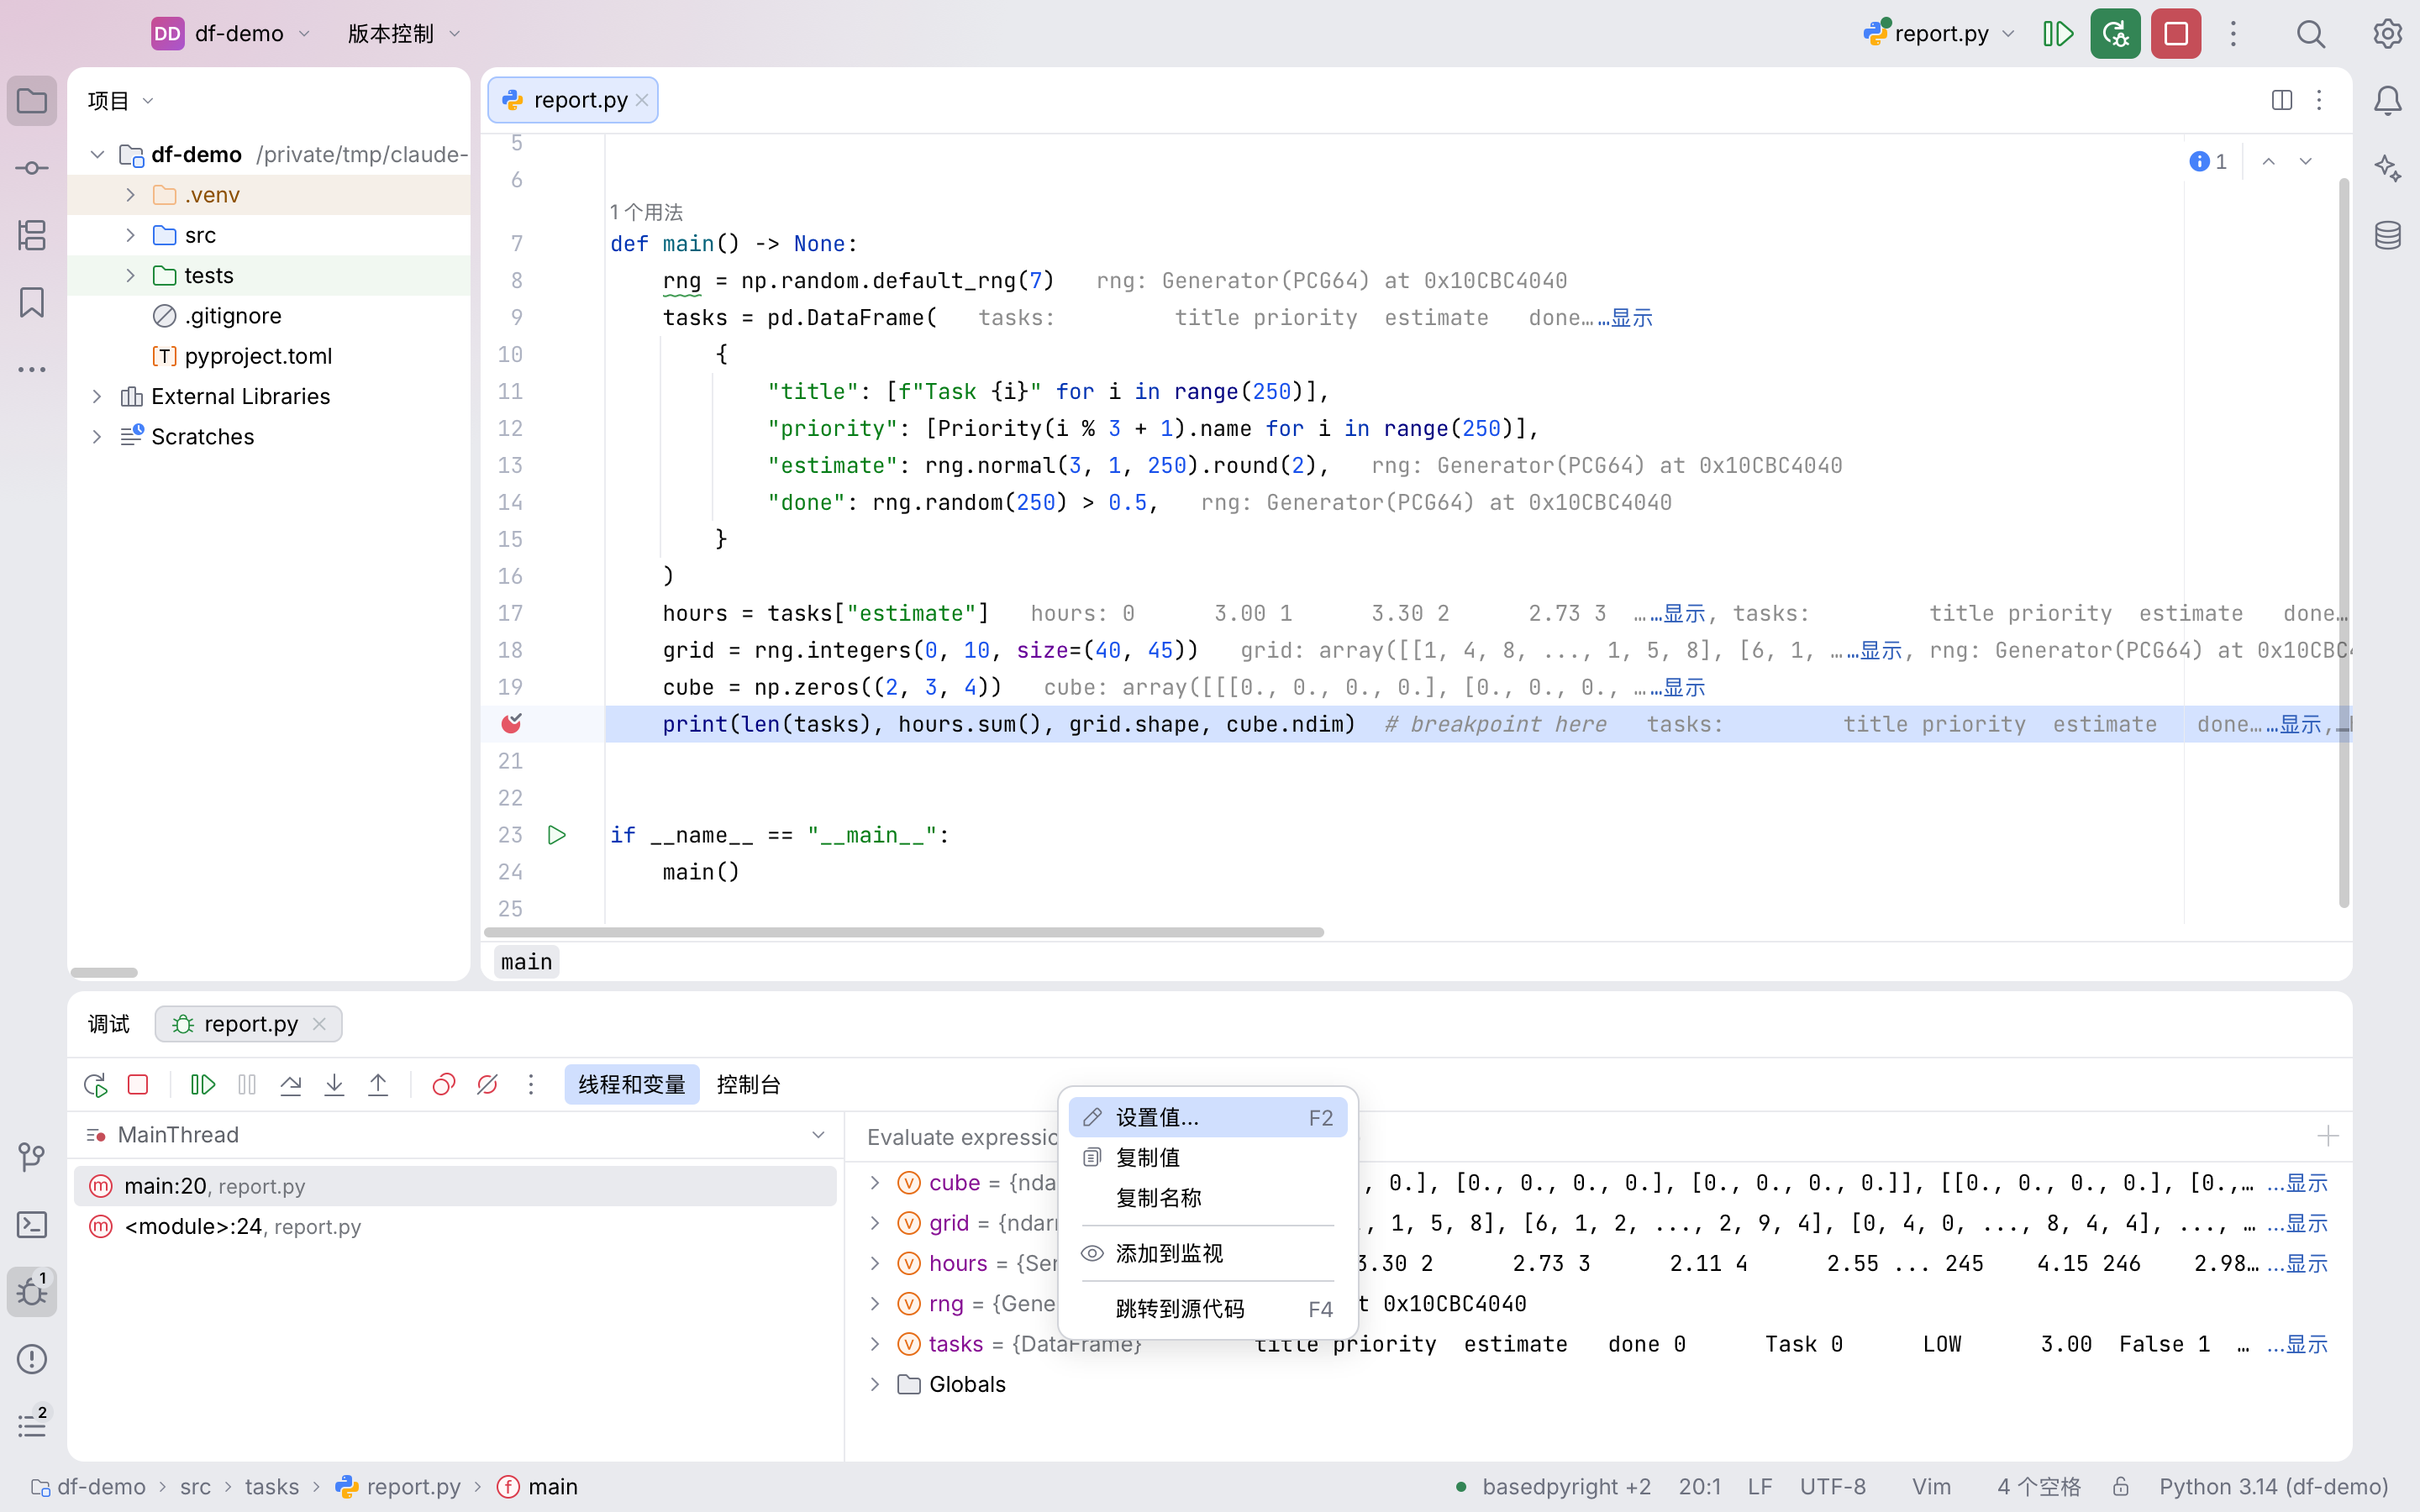 DD df-demo 版本控制 report.py
项目
df-demo /private/tmp/claude-
.venv
src
tests
.gitignore
pyproject.toml
External Libraries
Scratches
report.py
1
5
6
1 个用法
7 def main() -> None:
8 rng = np.random.default_rng(7) rng: Generator(PCG64) at 0x10CBC4040
9 tasks = pd.DataFrame( tasks: title priority estimate done… …显示
10 {
11 "title": [f"Task {i}" for i in range(250)],
12 "priority": [Priority(i % 3 + 1).name for i in range(250)],
13 "estimate": rng.normal(3, 1, 250).round(2), rng: Generator(PCG64) at 0x10CBC4040
14 "done": rng.random(250) > 0.5, rng: Generator(PCG64) at 0x10CBC4040
15 }
16 )
17 hours = tasks["estimate"] hours: 0 3.00 1 3.30 2 2.73 3 … …显示, tasks: title priority estimate done…
18 grid = rng.integers(0, 10, size=(40, 45)) grid: array([[1, 4, 8, ..., 1, 5, 8], [6, 1, … …显示, rng: Generator(PCG64) at 0x10CBC4
19 cube = np.zeros((2, 3, 4)) cube: array([[[0., 0., 0., 0.], [0., 0., 0., … …显示
print(len(tasks), hours.sum(), grid.shape, cube.ndim) # breakpoint here tasks: title priority estimate done… …显示,
21
22
23 if __name__ == "__main__":
24 main()
25
main
调试 report.py
线程和变量 控制台
MainThread
main:20, report.py
<module>:24, report.py
Evaluate expressio
cube = {nda , 0.], [0., 0., 0., 0.], [0., 0., 0., 0.]], [[0., 0., 0., 0.], [0.,… …显示
grid = {ndarr , 1, 5, 8], [6, 1, 2, ..., 2, 9, 4], [0, 4, 0, ..., 8, 4, 4], ..., … …显示
hours = {Ser 3.30 2 2.73 3 2.11 4 2.55 ... 245 4.15 246 2.98… …显示
rng = {Gene t 0x10CBC4040
tasks = {DataFrame} title priority estimate done 0 Task 0 LOW 3.00 False 1 … …显示
Globals
设置值... F2
复制值
复制名称
添加到监视
跳转到源代码 F4
1
2
df-demo > src > tasks > report.py > main
basedpyright +2 20:1 LF UTF-8 Vim 4 个空格 Python 3.14 (df-demo)